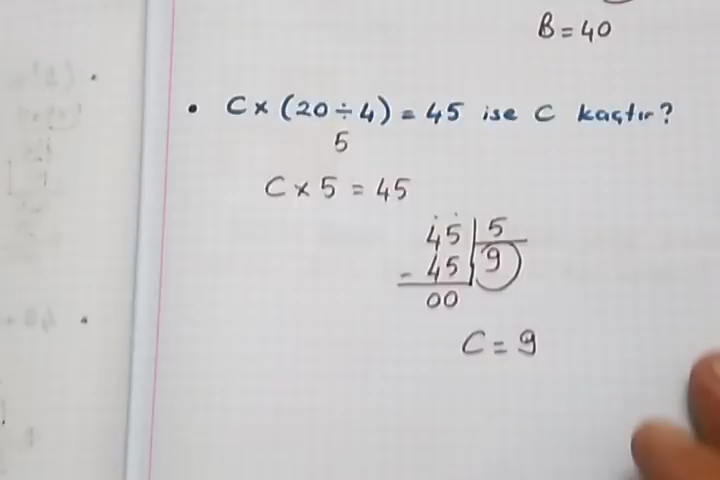 B = 40
• C x (20 ÷ 4) = 45 ise C kaçtır?
5
C x 5 = 45
45 5
- 45 9
00
C = 9